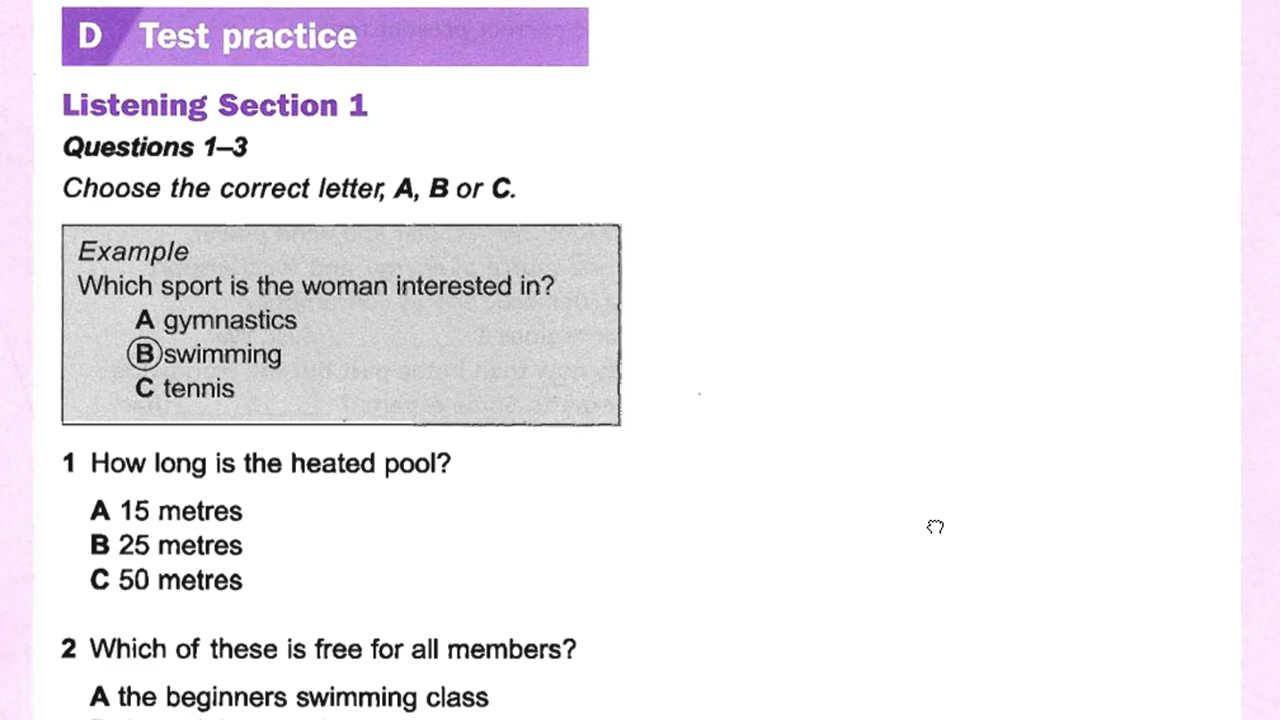 D Test practice
Listening Section 1
Questions 1–3
Choose the correct letter, A, B or C.
Example
Which sport is the woman interested in?
A gymnastics
B swimming
C tennis
1 How long is the heated pool?
A 15 metres
B 25 metres
C 50 metres
2 Which of these is free for all members?
A the beginners swimming class